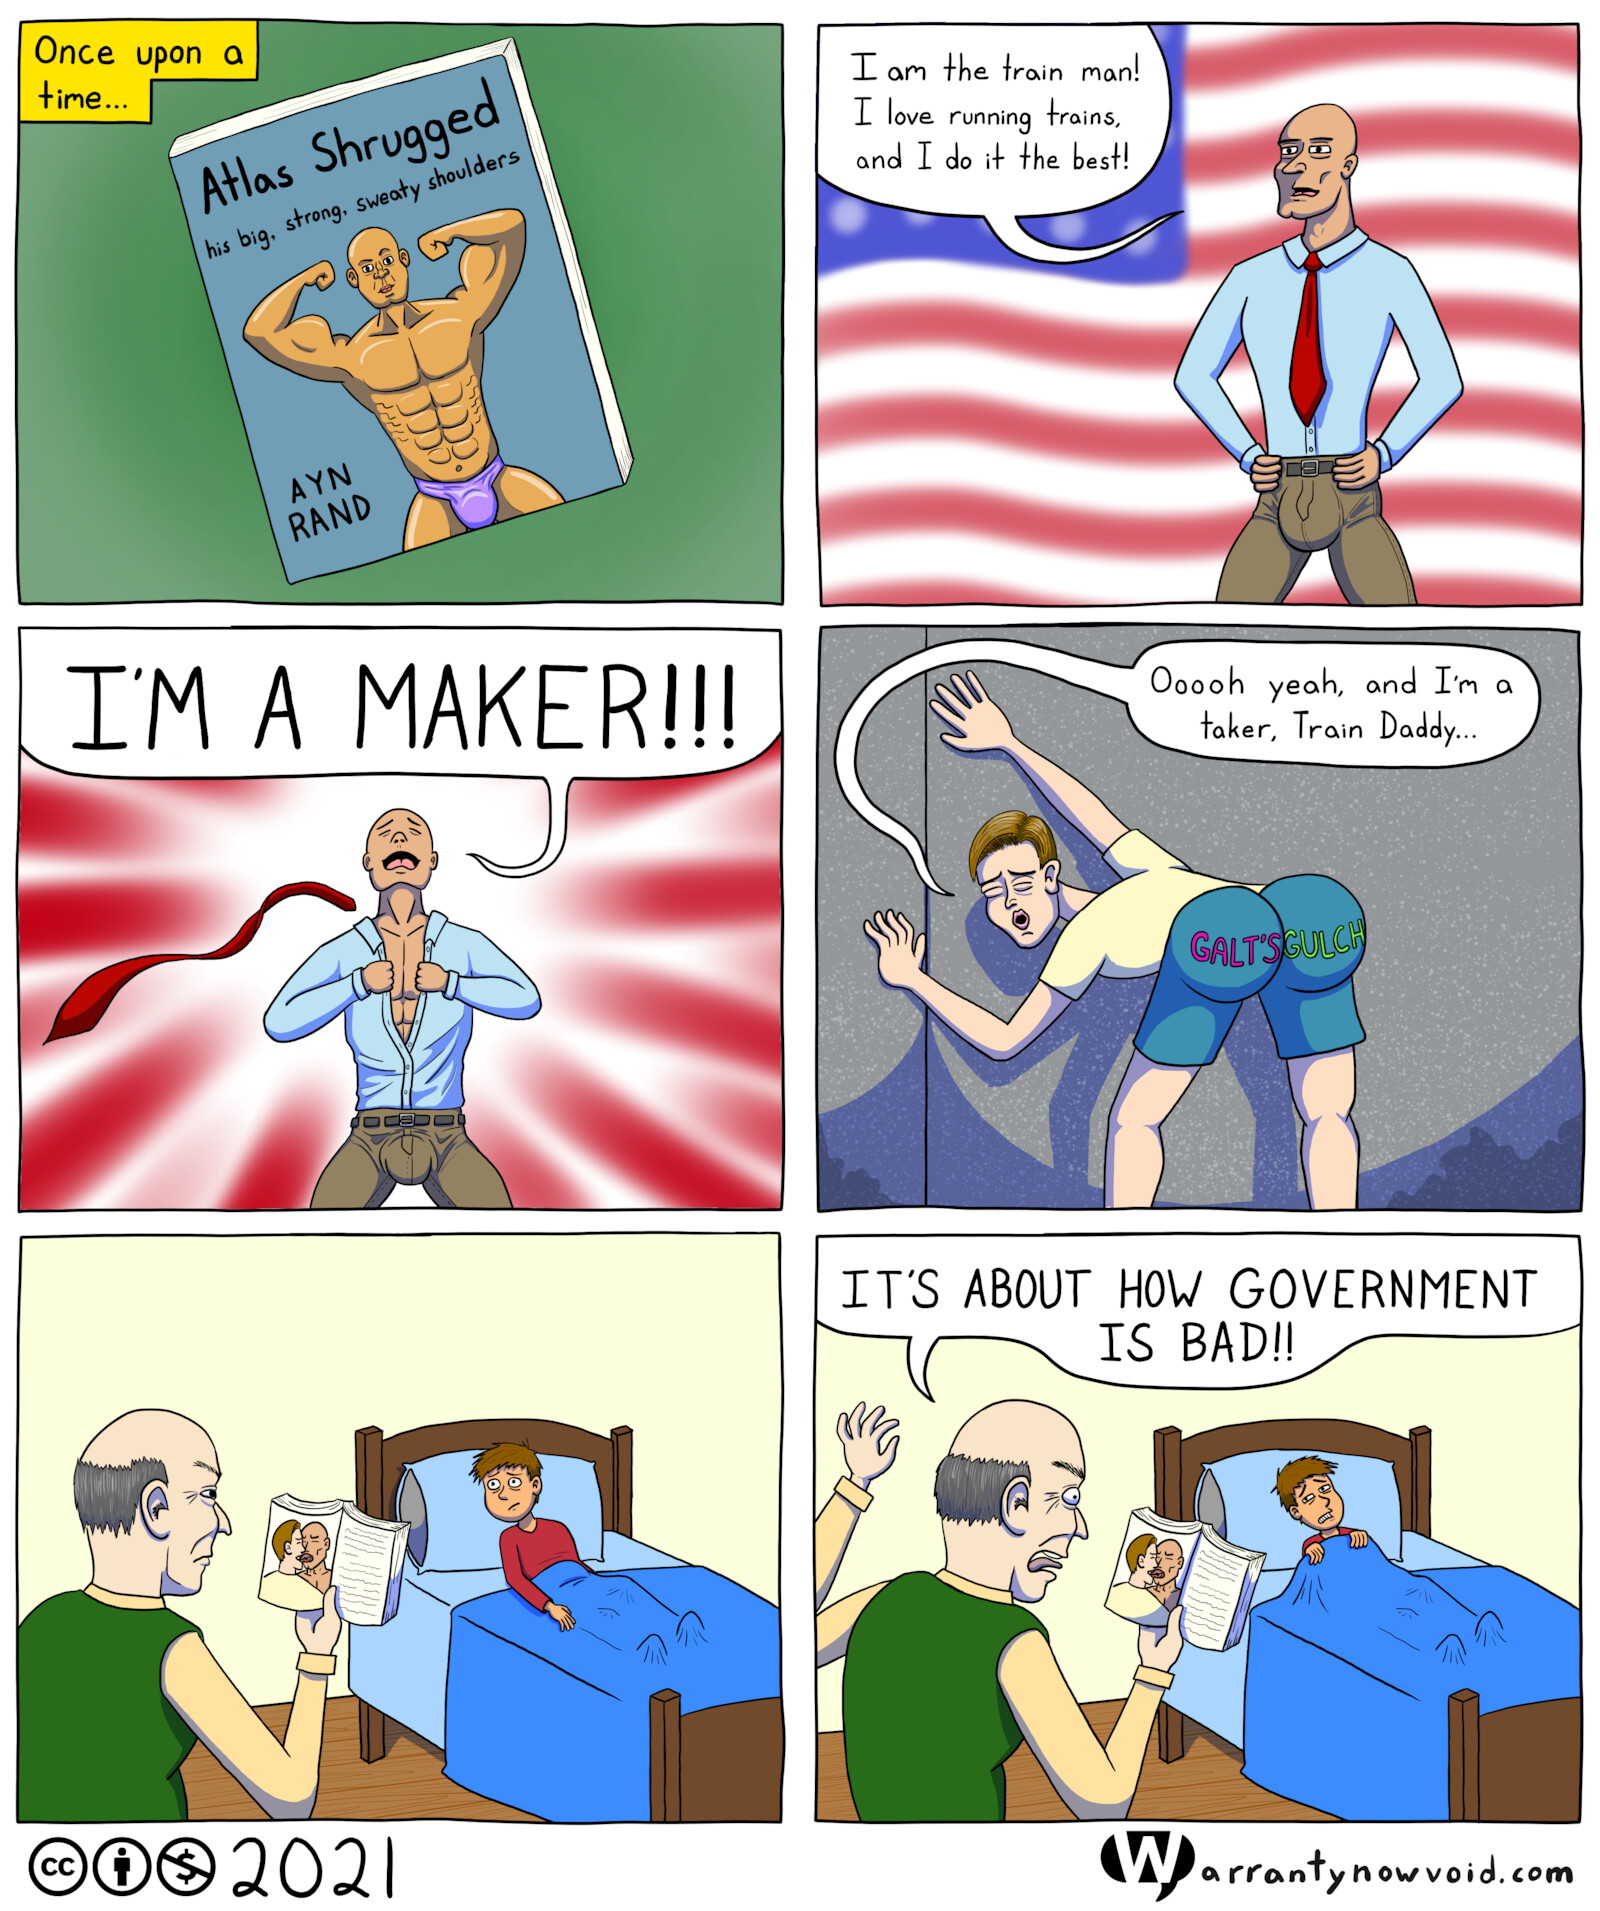 Once upon a
time...
Atlas Shrugged
his big, strong, sweaty shoulders
AYN
RAND
I am the train man!
I love running trains,
and I do it the best!
I'M A MAKER!!!
Ooooh yeah, and I'm a
taker, Train Daddy...
GALT'S GULCH
IT'S ABOUT HOW GOVERNMENT
IS BAD!!
cc $ 2021
Warrantynowvoid.com